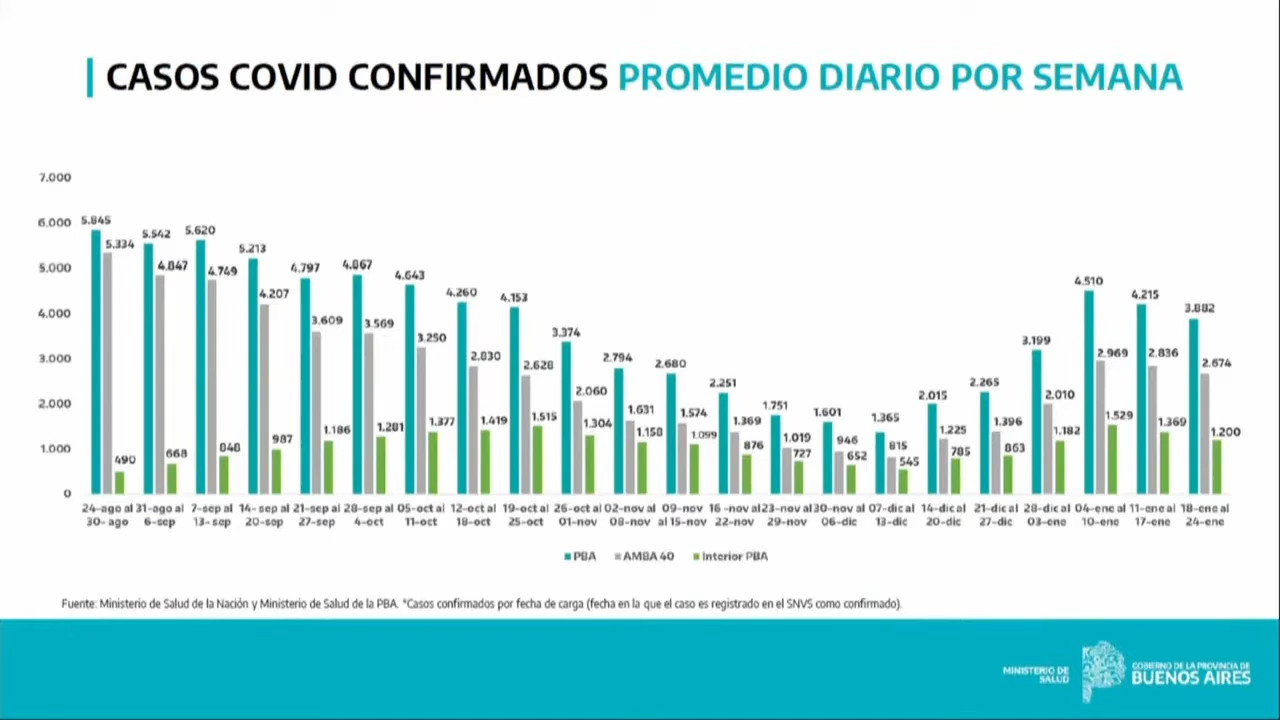 CASOS COVID CONFIRMADOS PROMEDIO DIARIO POR SEMANA
7.000
6.000
5.000
4.000
3.000
2.000
1.000
0
5.845 5.334 490
5.542 4.847 668
5.620 4.749 848
5.213 4.207 987
4.797 3.609 1.186
4.867 3.569 1.281
4.643 3.250 1.377
4.260 2.830 1.419
4.153 2.628 1.515
3.374 2.060 1.304
2.794 1.631 1.158
2.680 1.574 1.099
2.251 1.369 876
1.751 1.019 727
1.601 946 652
1.365 815 545
2.015 1.225 785
2.265 1.396 863
3.199 2.010 1.182
4.510 2.969 1.529
4.215 2.836 1.369
3.882 2.674 1.200
24-ago al 30-ago
31-ago al 6-sep
7-sep al 13-sep
14-sep al 20-sep
21-sep al 27-sep
28-sep al 4-oct
05-oct al 11-oct
12-oct al 18-oct
19-oct al 25-oct
26-oct al 01-nov
02-nov al 08-nov
09-nov al 15-nov
16-nov al 22-nov
23-nov al 29-nov
30-nov al 06-dic
07-dic al 13-dic
14-dic al 20-dic
21-dic al 27-dic
28-dic al 03-ene
04-ene al 10-ene
11-ene al 17-ene
18-ene al 24-ene
PBA AMBA 40 Interior PBA
Fuente: Ministerio de Salud de la Nación y Ministerio de Salud de la PBA. *Casos confirmados por fecha de carga (fecha en la que el caso es registrado en el SNVS como confirmado).
MINISTERIO DE
SALUD
GOBIERNO DE LA PROVINCIA DE
BUENOS AIRES